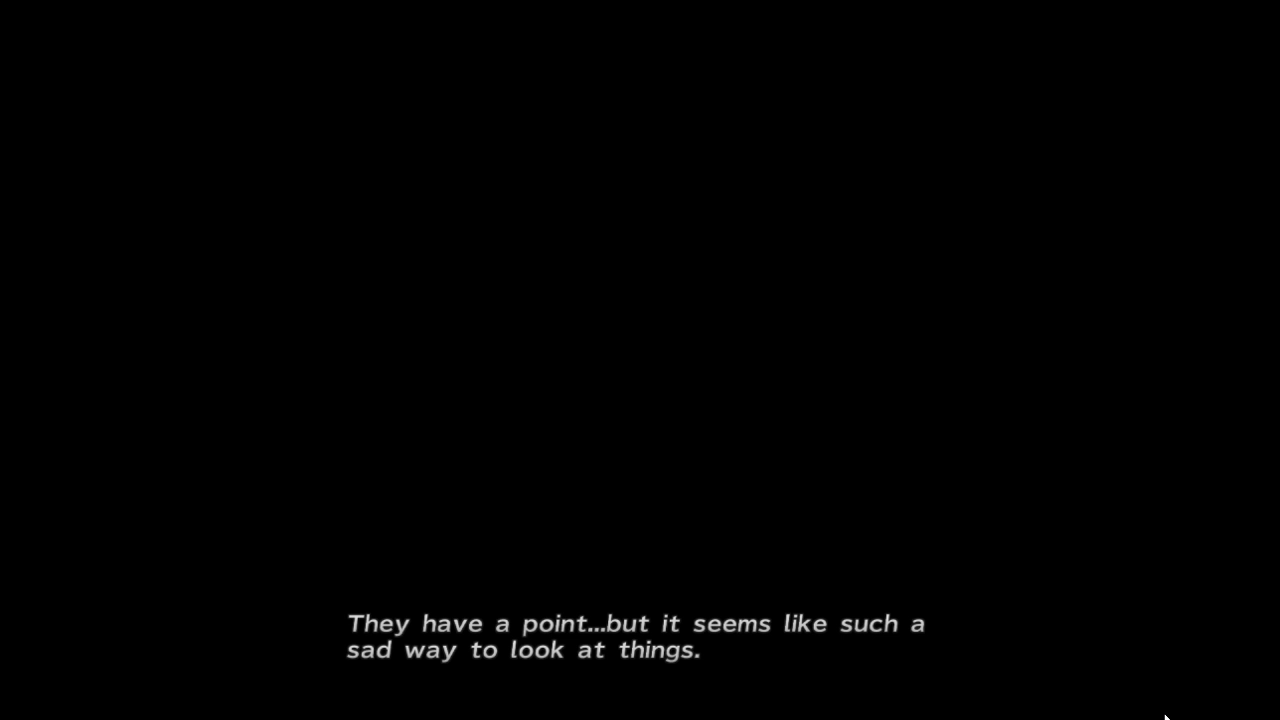 They have a point...but it seems like such a
sad way to look at things.